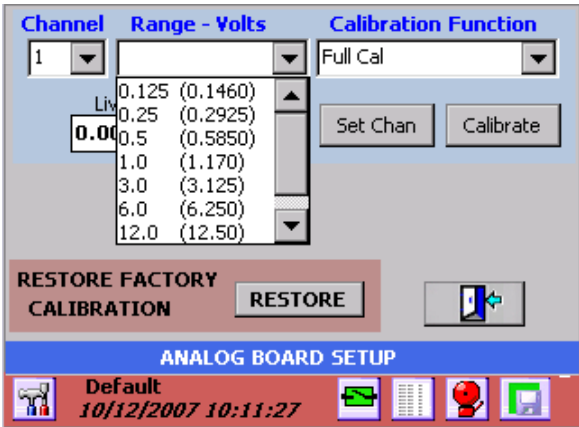 Channel Range - Volts Calibration Function
1 Full Cal
0.125 (0.1460)
0.25 (0.2925)
0.5 (0.5850)
1.0 (1.170)
3.0 (3.125)
6.0 (6.250)
12.0 (12.50)
Set Chan Calibrate
RESTORE FACTORY
CALIBRATION
RESTORE
ANALOG BOARD SETUP
Default
10/12/2007 10:11:27